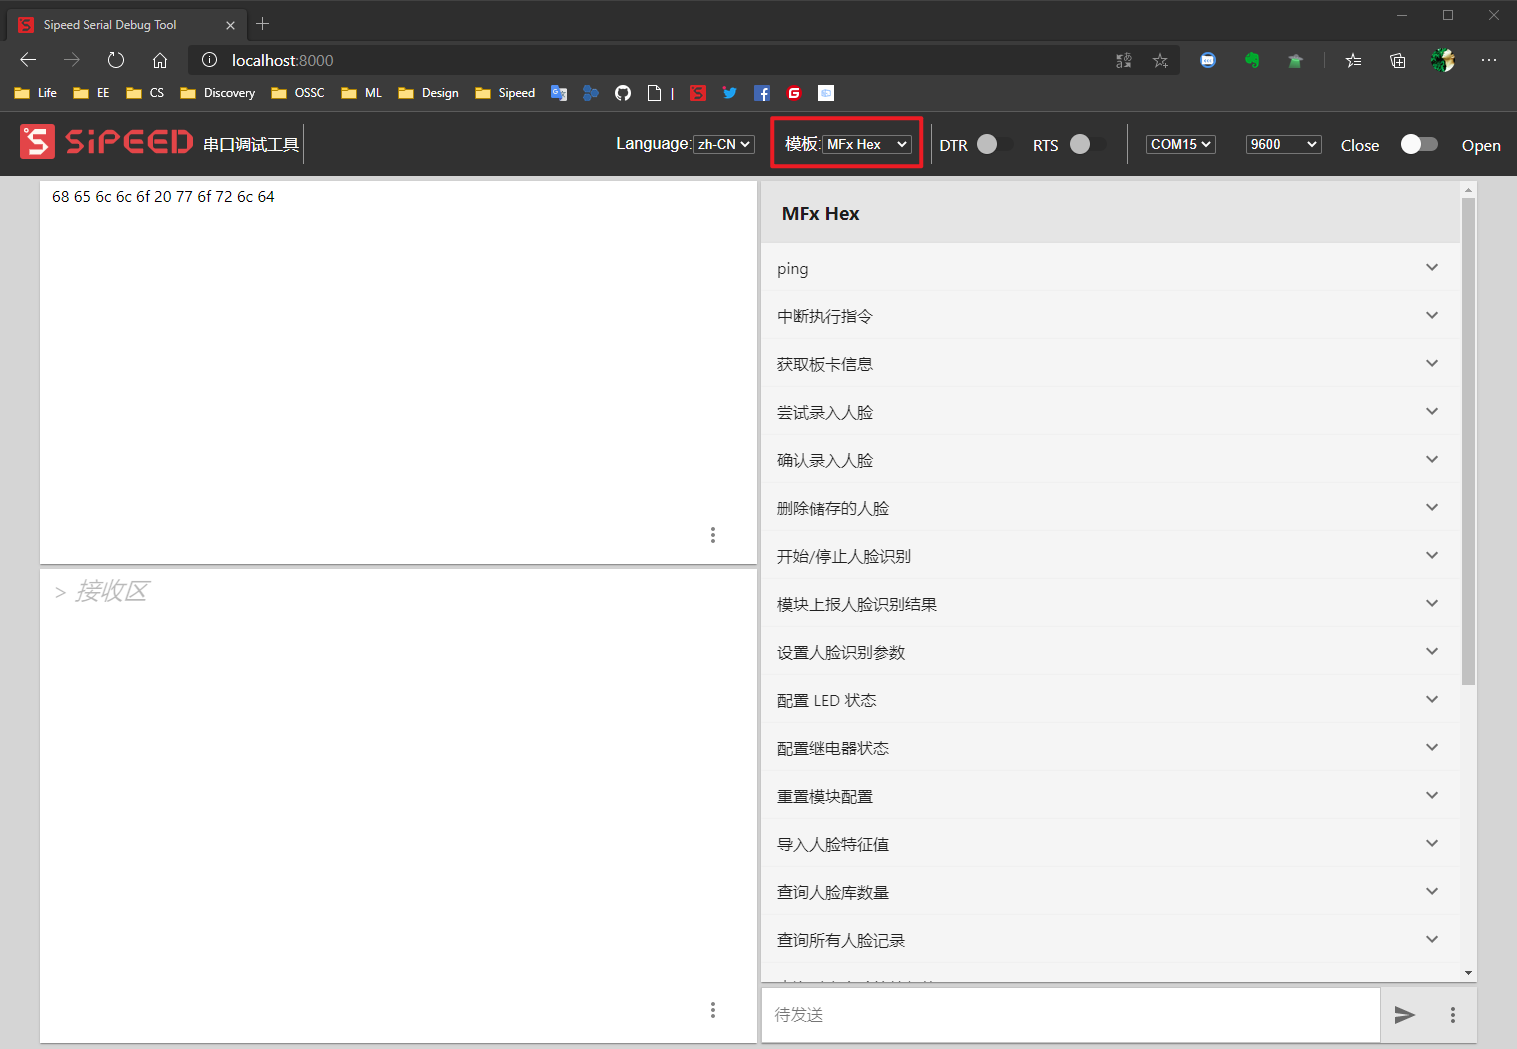 Sipeed Serial Debug Tool
localhost:8000
Life EE CS Discovery OSSC ML Design Sipeed |
SiPEED 串口调试工具 Language: zh-CN 模板: MFx Hex DTR RTS COM15 9600 Close Open
68 65 6c 6c 6f 20 77 6f 72 6c 64
> 接收区
MFx Hex
ping
中断执行指令
获取板卡信息
尝试录入人脸
确认录入人脸
删除储存的人脸
开始/停止人脸识别
模块上报人脸识别结果
设置人脸识别参数
配置 LED 状态
配置继电器状态
重置模块配置
导入人脸特征值
查询人脸库数量
查询所有人脸记录
待发送